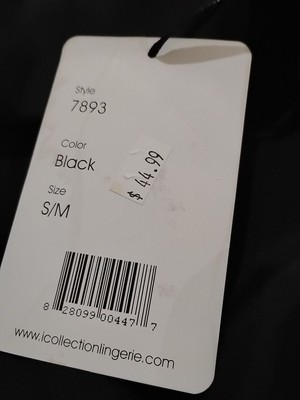 Style
7893
Color
Black
$ 44.99
Size
S/M
8 28099 00447 7
www.icollectionlingerie.com